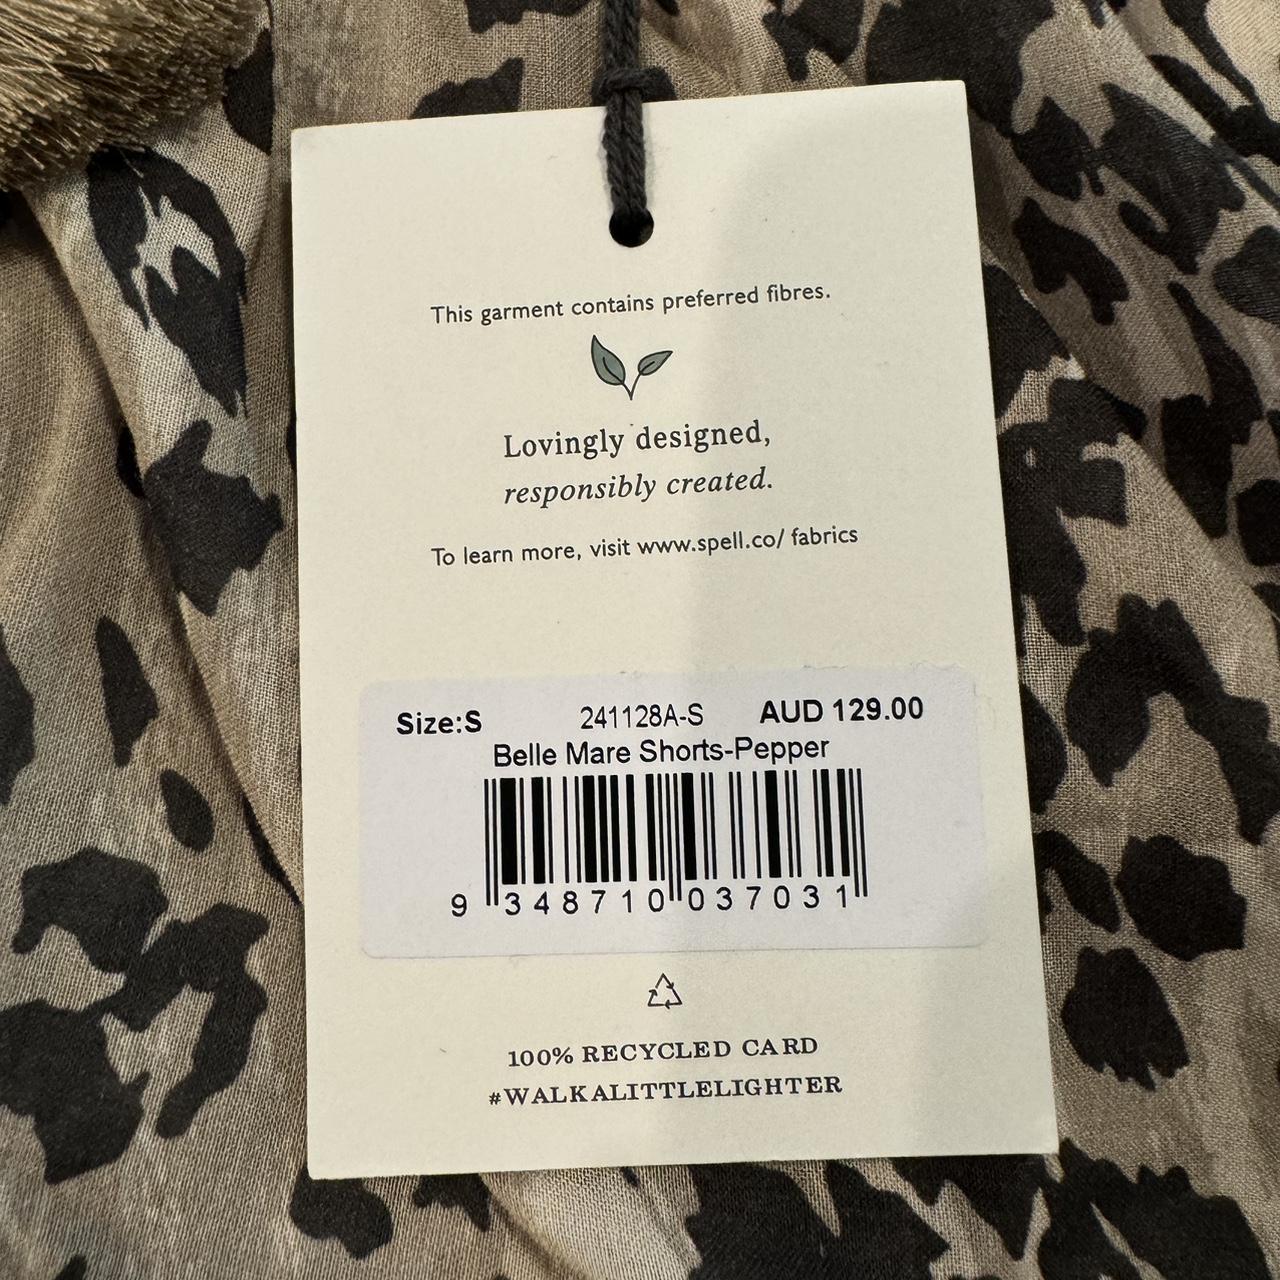 This garment contains preferred fibres.
Lovingly designed,
responsibly created.
To learn more, visit www.spell.co/ fabrics
Size:S 241128A-S AUD 129.00
Belle Mare Shorts-Pepper
9 348710 037031
100% RECYCLED CARD
#WALKALITTLELIGHTER